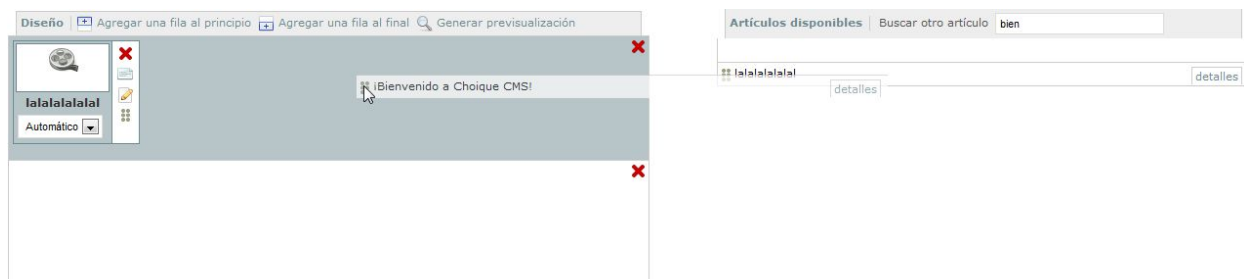 Diseño Agregar una fila al principio Agregar una fila al final Generar previsualización
lalalalalalal
Automático
¡Bienvenido a Choique CMS!
Artículos disponibles Buscar otro artículo bien
lalalalalalal detalles
detalles